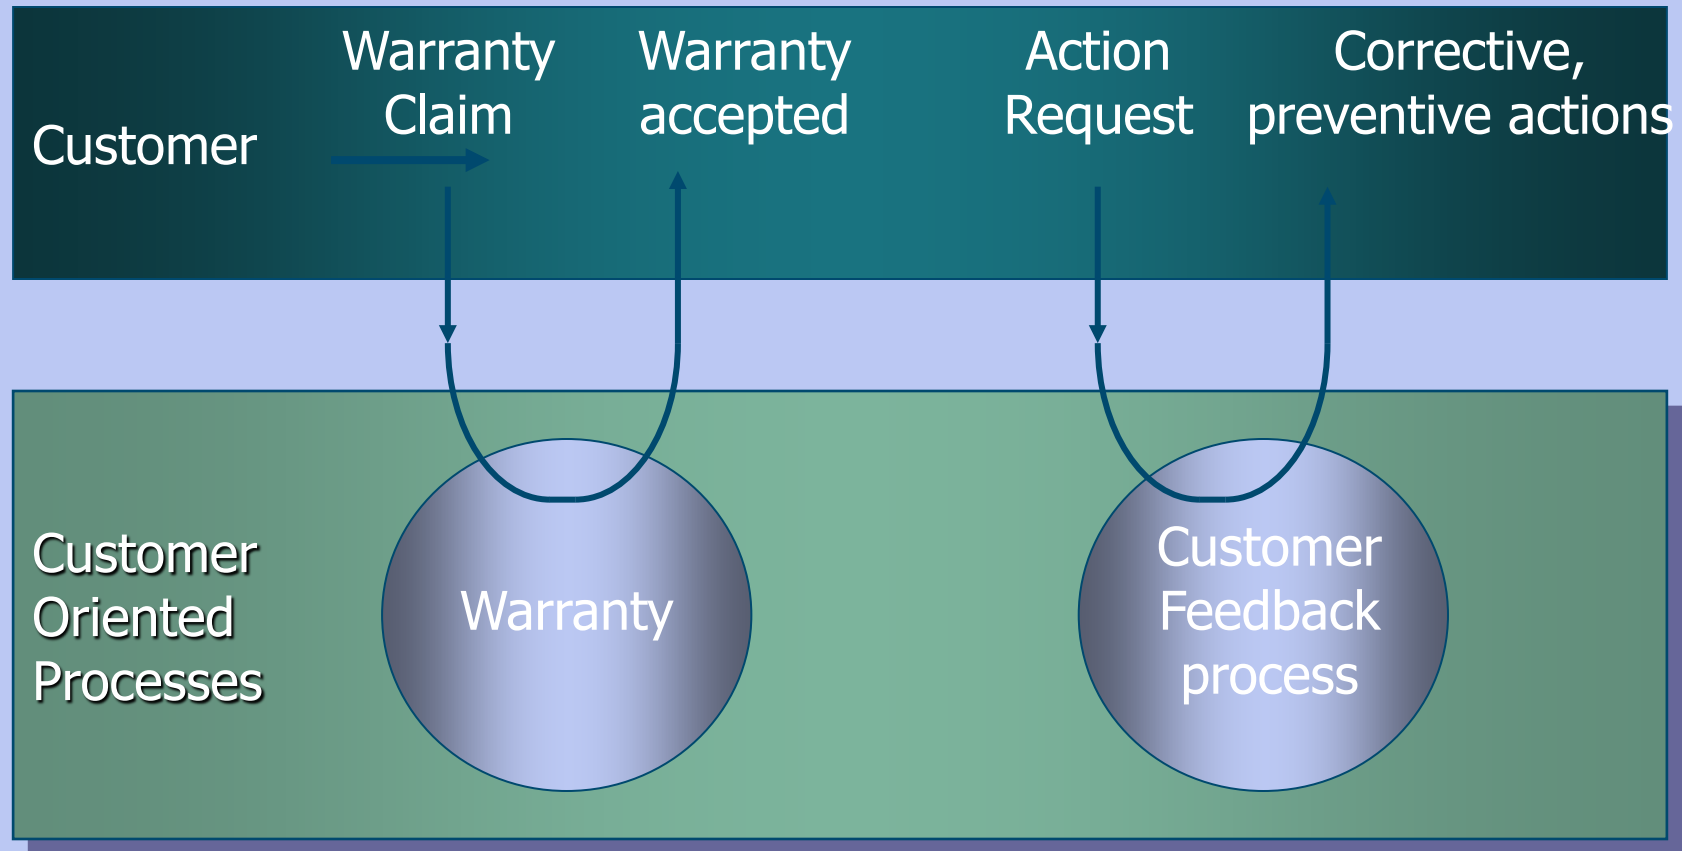 Customer
Warranty
Claim
Warranty
accepted
Action
Request
Corrective,
preventive actions
Customer
Oriented
Processes
Warranty
Customer
Feedback
process